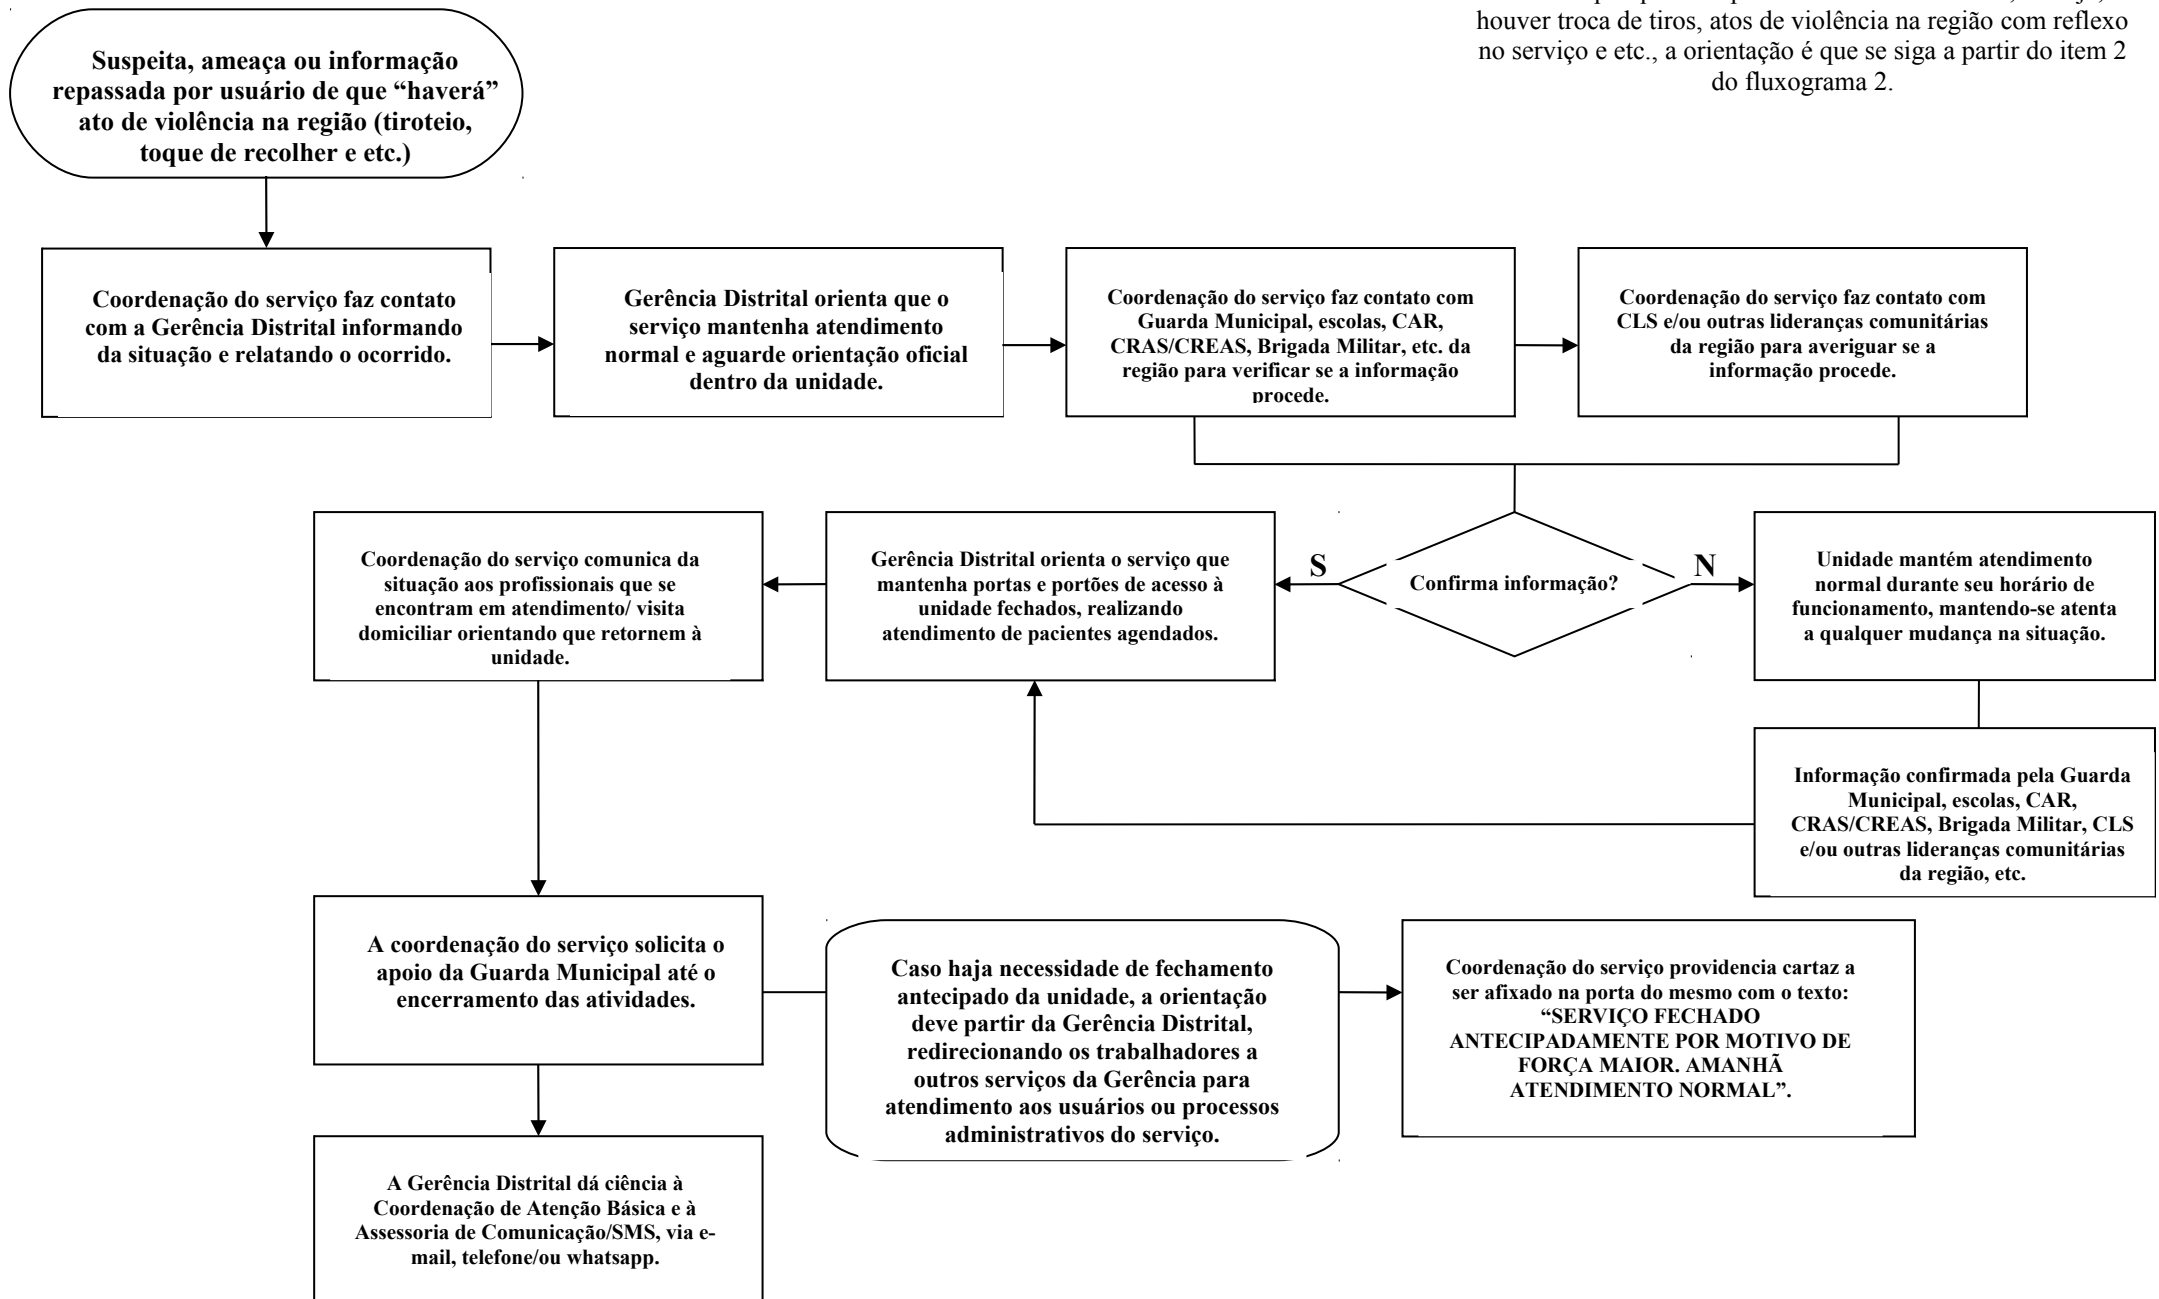 houver troca de tiros, atos de violência na região com reflexo
no serviço e etc., a orientação é que se siga a partir do item 2
do fluxograma 2.
Suspeita, ameaça ou informação
repassada por usuário de que “haverá”
ato de violência na região (tiroteio,
toque de recolher e etc.)
Coordenação do serviço faz contato
com a Gerência Distrital informando
da situação e relatando o ocorrido.
Gerência Distrital orienta que o
serviço mantenha atendimento
normal e aguarde orientação oficial
dentro da unidade.
Coordenação do serviço faz contato com
Guarda Municipal, escolas, CAR,
CRAS/CREAS, Brigada Militar, etc. da
região para verificar se a informação
procede.
Coordenação do serviço faz contato com
CLS e/ou outras lideranças comunitárias
da região para averiguar se a
informação procede.
Coordenação do serviço comunica da
situação aos profissionais que se
encontram em atendimento/ visita
domiciliar orientando que retornem à
unidade.
Gerência Distrital orienta o serviço que
mantenha portas e portões de acesso à
unidade fechados, realizando
atendimento de pacientes agendados.
S
Confirma informação?
N
Unidade mantém atendimento
normal durante seu horário de
funcionamento, mantendo-se atenta
a qualquer mudança na situação.
Informação confirmada pela Guarda
Municipal, escolas, CAR,
CRAS/CREAS, Brigada Militar, CLS
e/ou outras lideranças comunitárias
da região, etc.
A coordenação do serviço solicita o
apoio da Guarda Municipal até o
encerramento das atividades.
Caso haja necessidade de fechamento
antecipado da unidade, a orientação
deve partir da Gerência Distrital,
redirecionando os trabalhadores a
outros serviços da Gerência para
atendimento aos usuários ou processos
administrativos do serviço.
Coordenação do serviço providencia cartaz a
ser afixado na porta do mesmo com o texto:
“SERVIÇO FECHADO
ANTECIPADAMENTE POR MOTIVO DE
FORÇA MAIOR. AMANHÃ
ATENDIMENTO NORMAL”.
A Gerência Distrital dá ciência à
Coordenação de Atenção Básica e à
Assessoria de Comunicação/SMS, via e-
mail, telefone/ou whatsapp.